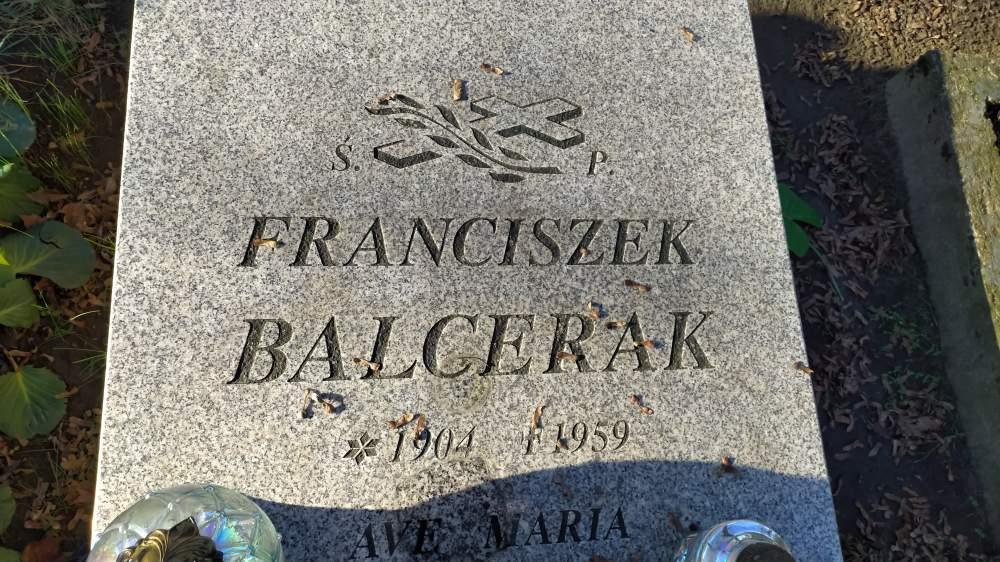 Ś. P.
FRANCISZEK
BALCERAK
* 1904 † 1959
AVE MARIA